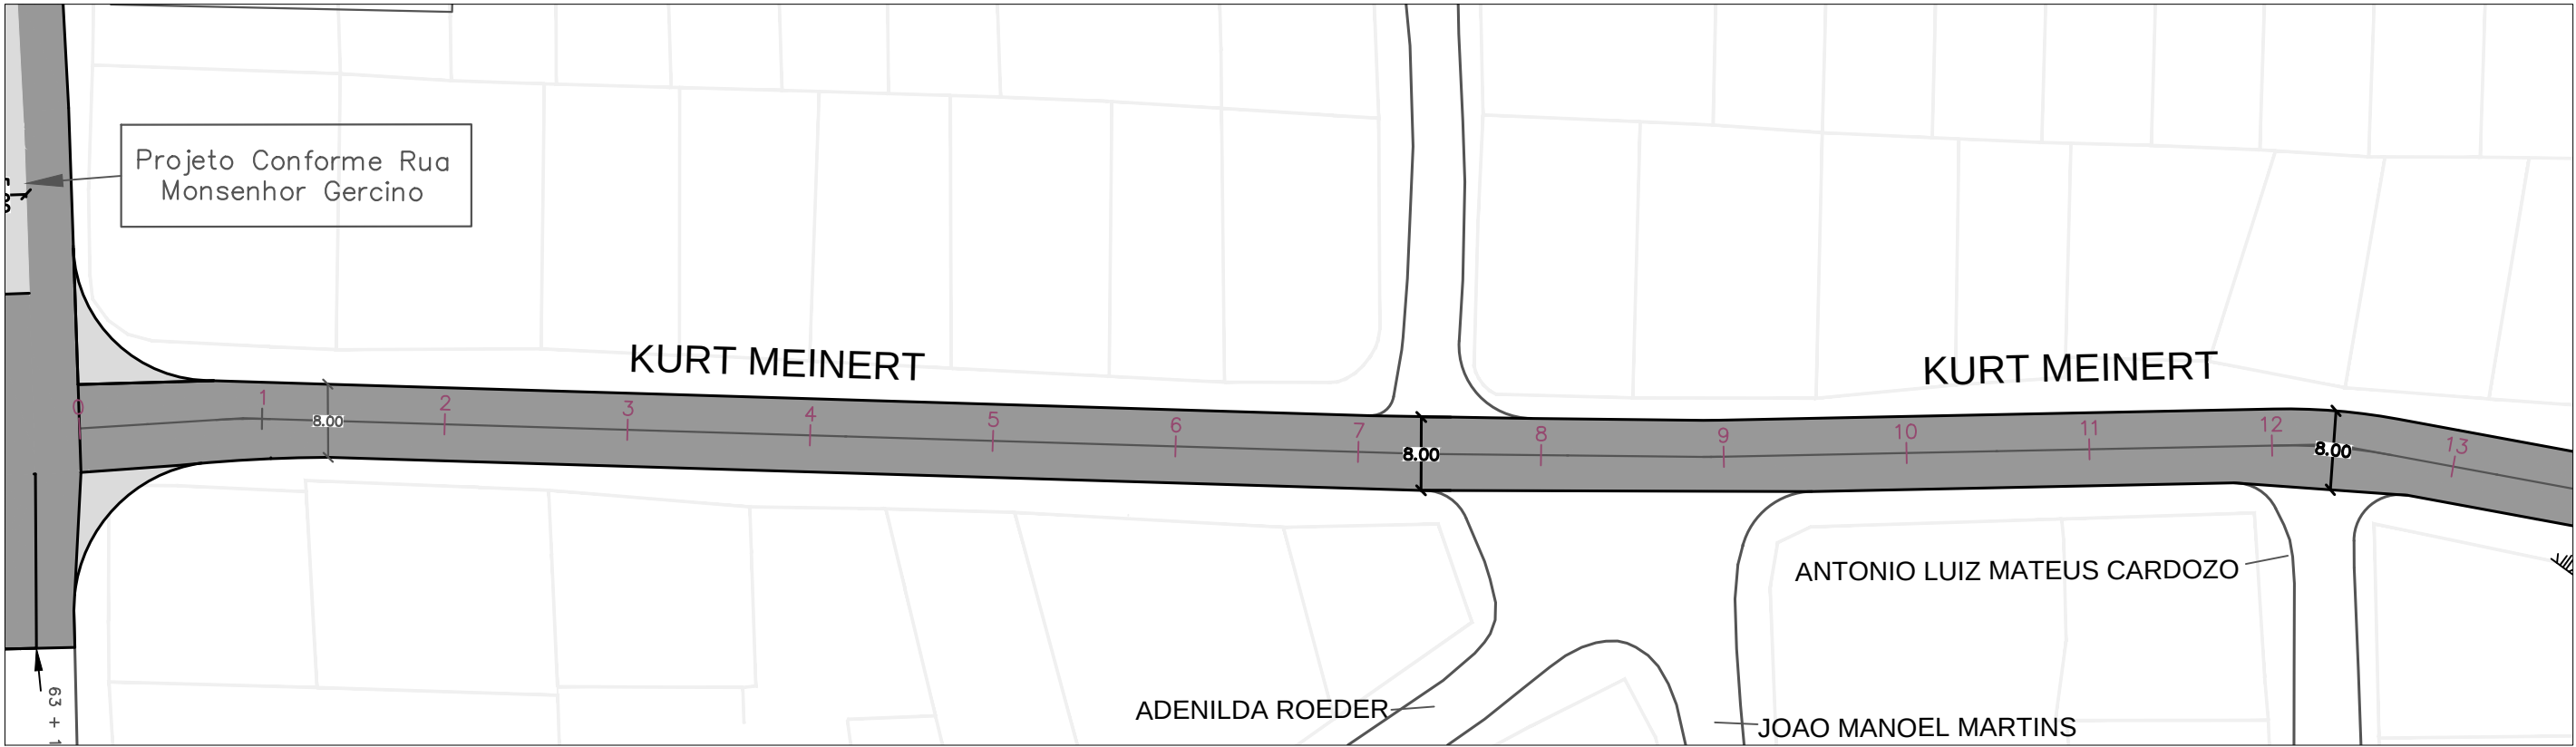 Projeto Conforme Rua
Monsenhor Gercino
KURT MEINERT
KURT MEINERT
0
1
8.00
2
3
4
5
6
7
8.00
8
9
10
11
12
8.00
13
ANTONIO LUIZ MATEUS CARDOZO
ADENILDA ROEDER
JOAO MANOEL MARTINS
63 + 1